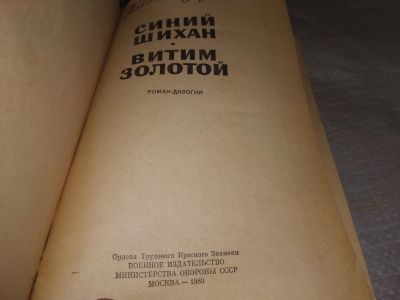 СИНИЙ
ШИХАН
•
ВИТИМ
ЗОЛОТОЙ
РОМАН-ДИЛОГИЯ
Ордена Трудового Красного Знамени
ВОЕННОЕ ИЗДАТЕЛЬСТВО
МИНИСТЕРСТВА ОБОРОНЫ СССР
МОСКВА — 1980